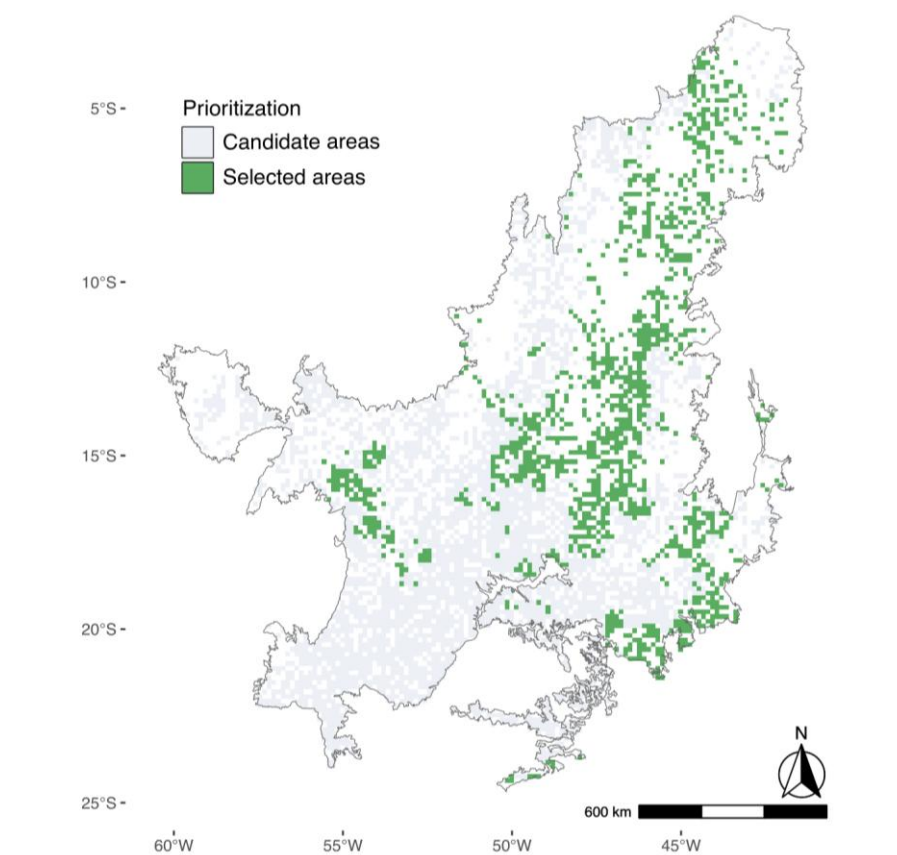 Prioritization
Candidate areas
Selected areas
5°S
10°S
15°S
20°S
25°S
60°W
55°W
50°W
45°W
N
600 km